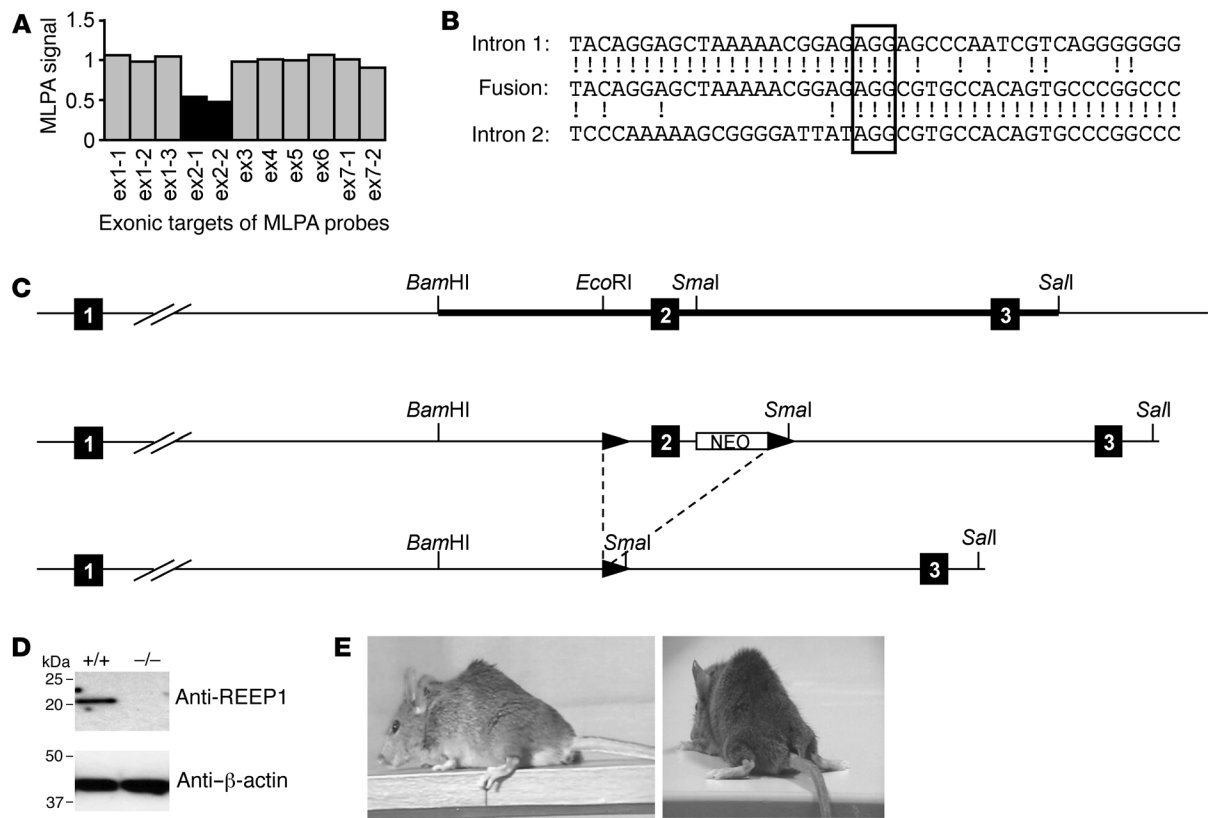 A
MLPA signal
1.5
1
0.5
0
ex1-1
ex1-2
ex1-3
ex2-1
ex2-2
ex3
ex4
ex5
ex6
ex7-1
ex7-2
Exonic targets of MLPA probes
B
Intron 1: TACAGGAGCTAAAAACGGAGAGGAGCCCAATCGTCAGGGGGGG
Fusion: TACAGGAGCTAAAAACGGAGAGGCGTGCCACAGTGCCCGGCCC
Intron 2: TCCCAAAAAGCGGGGATTATAGGCGTGCCACAGTGCCCGGCCC
C
BamHI EcoRI SmaI SalI
1 2 3
BamHI SmaI SalI
1 2 NEO 3
BamHI SmaI SalI
1 3
D
kDa +/+ –/–
25
20
Anti-REEP1
50
37
Anti–β-actin
E